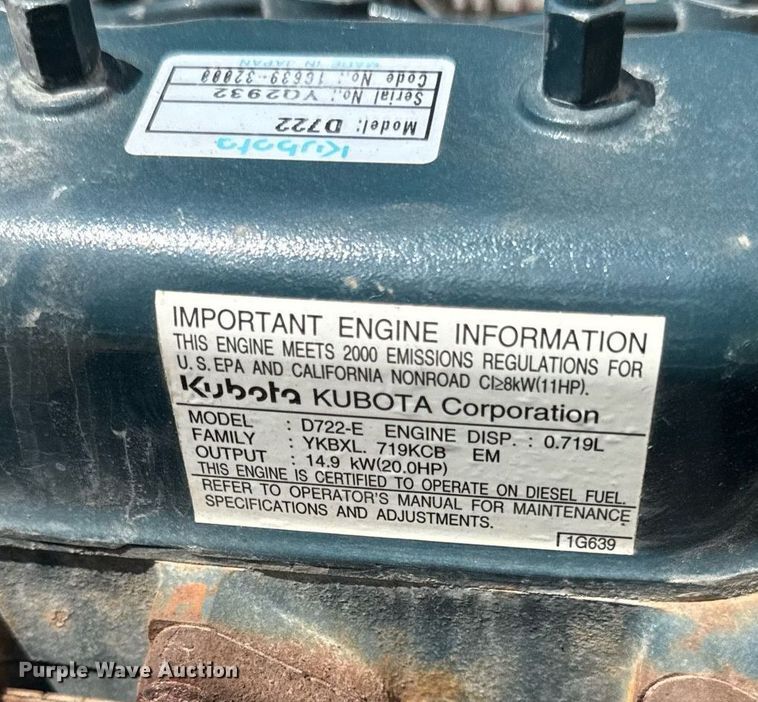 Kubota
Model: D722
Serial No.: YQ2932
Code No.: 1G639-32000
MADE IN JAPAN
IMPORTANT ENGINE INFORMATION
THIS ENGINE MEETS 2000 EMISSIONS REGULATIONS FOR
U.S. EPA AND CALIFORNIA NONROAD CI≥8kW(11HP).
Kubota KUBOTA Corporation
MODEL : D722-E ENGINE DISP. : 0.719L
FAMILY : YKBXL. 719KCB EM
OUTPUT : 14.9 kW(20.0HP)
THIS ENGINE IS CERTIFIED TO OPERATE ON DIESEL FUEL.
REFER TO OPERATOR'S MANUAL FOR MAINTENANCE
SPECIFICATIONS AND ADJUSTMENTS.
1G639
Purple Wave Auction